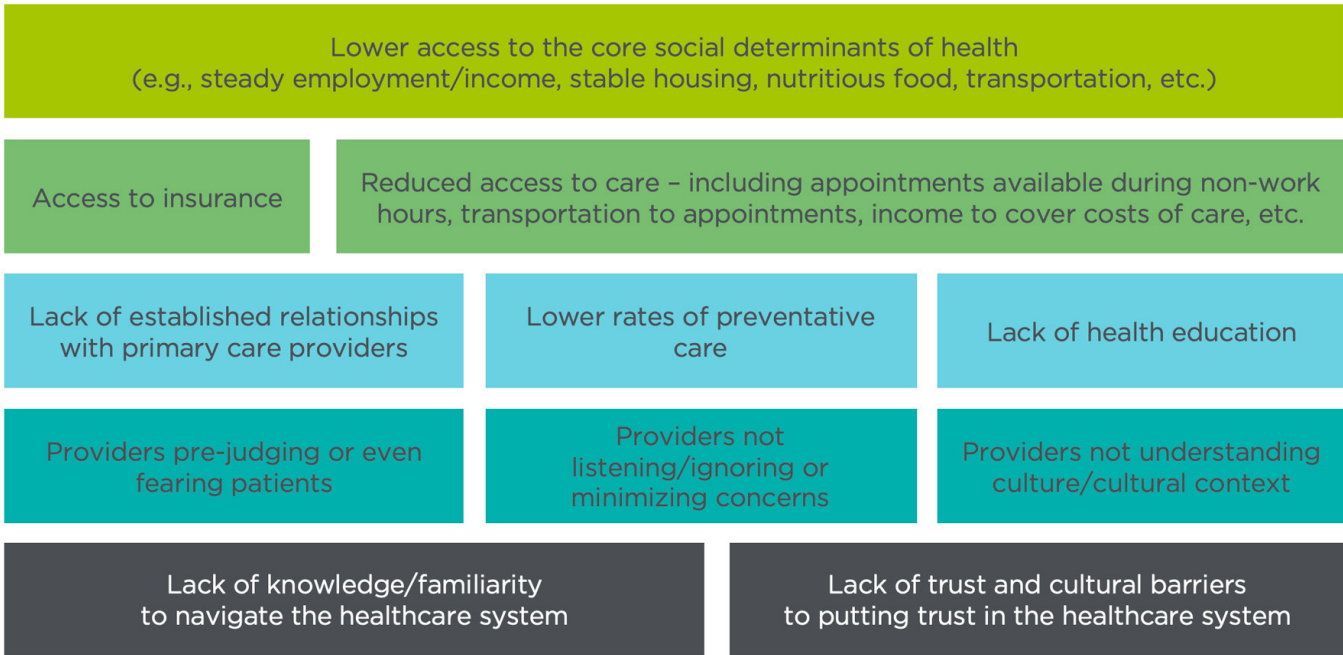 Lower access to the core social determinants of health
(e.g., steady employment/income, stable housing, nutritious food, transportation, etc.)
Access to insurance
Reduced access to care – including appointments available during non-work
hours, transportation to appointments, income to cover costs of care, etc.
Lack of established relationships
with primary care providers
Lower rates of preventative
care
Lack of health education
Providers pre-judging or even
fearing patients
Providers not
listening/ignoring or
minimizing concerns
Providers not understanding
culture/cultural context
Lack of knowledge/familiarity
to navigate the healthcare system
Lack of trust and cultural barriers
to putting trust in the healthcare system